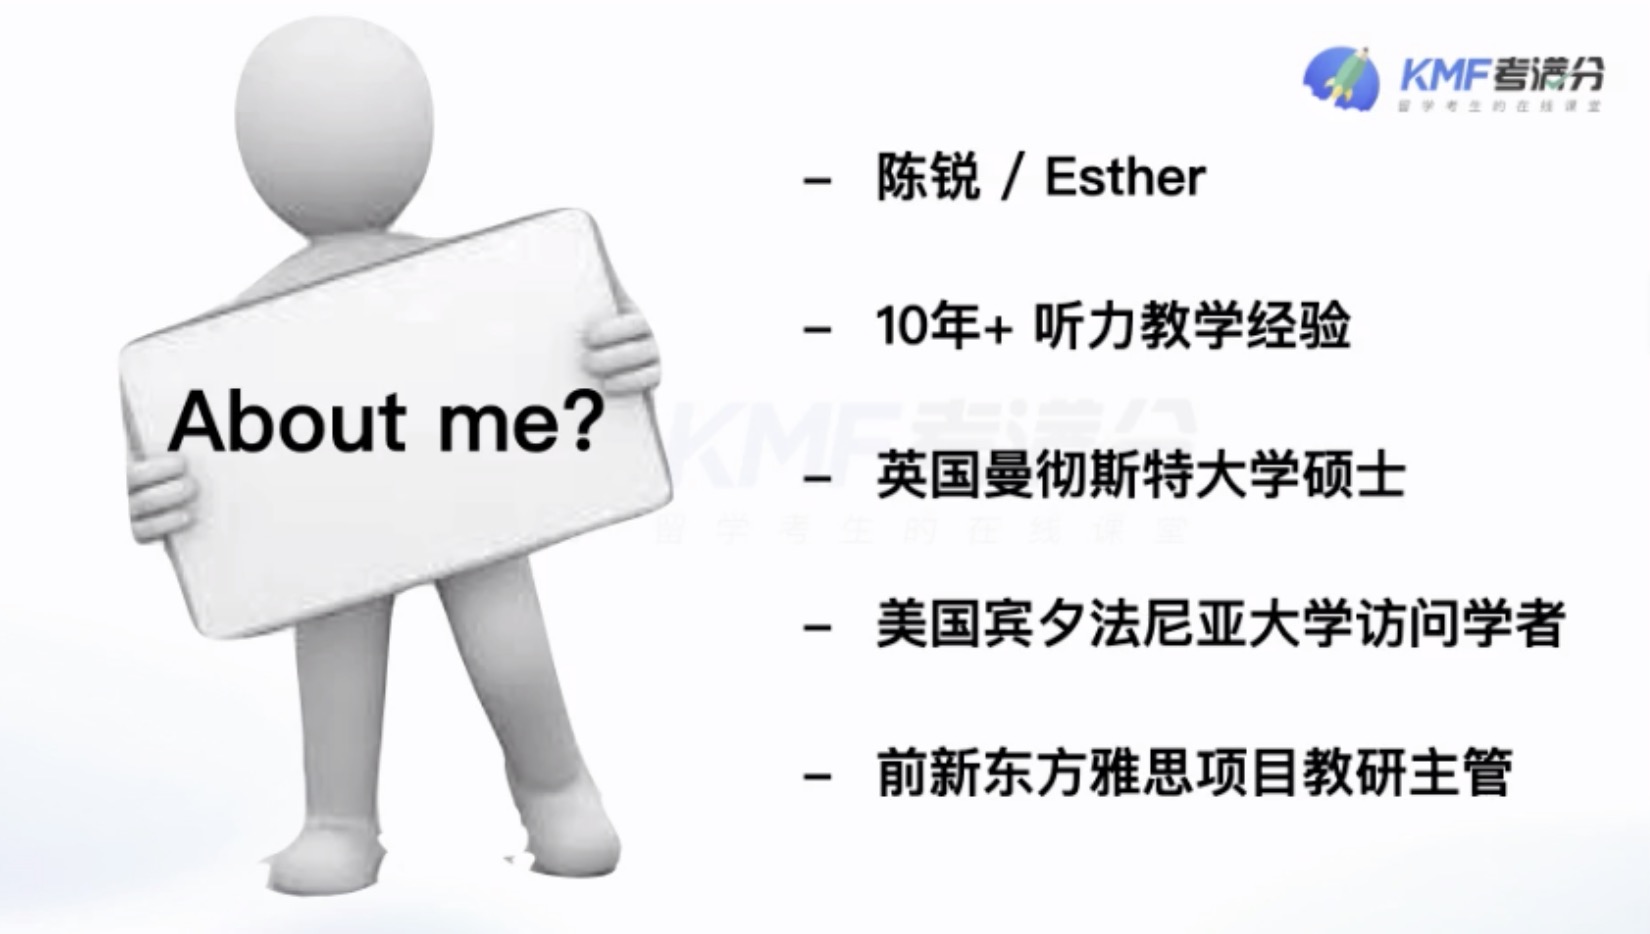 KMF考满分
留学考生的在线课堂
– 陈锐 / Esther
– 10年+ 听力教学经验
About me?
KMF考满分
– 英国曼彻斯特大学硕士
留学考生的在线课堂
– 美国宾夕法尼亚大学访问学者
– 前新东方雅思项目教研主管